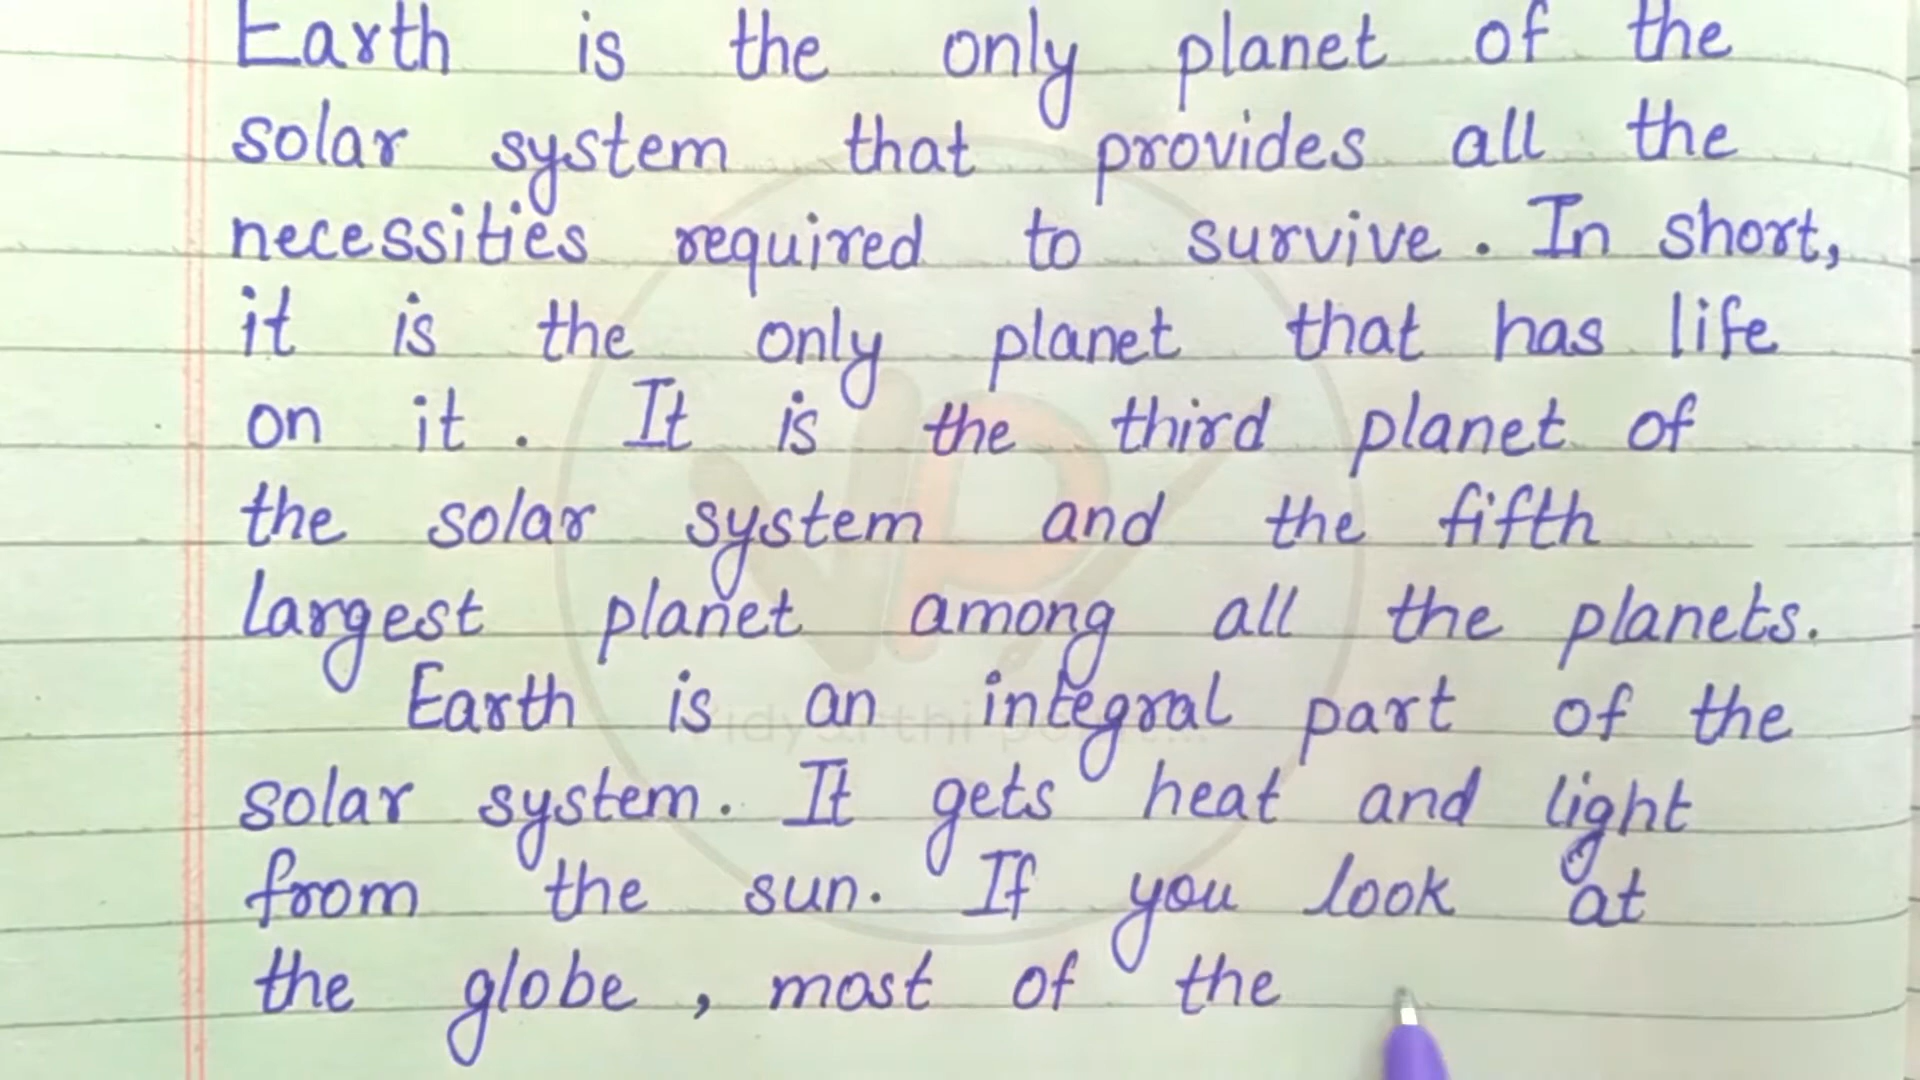 Earth is the only planet of the
solar system that provides all the
necessities required to survive. In short,
it is the only planet that has life
on it. It is the third planet of
the solar system and the fifth
largest planet among all the planets.
Earth is an integral part of the
solar system. It gets heat and light
from the sun. If you look at
the globe, most of the
VP
Vidyarthi point...